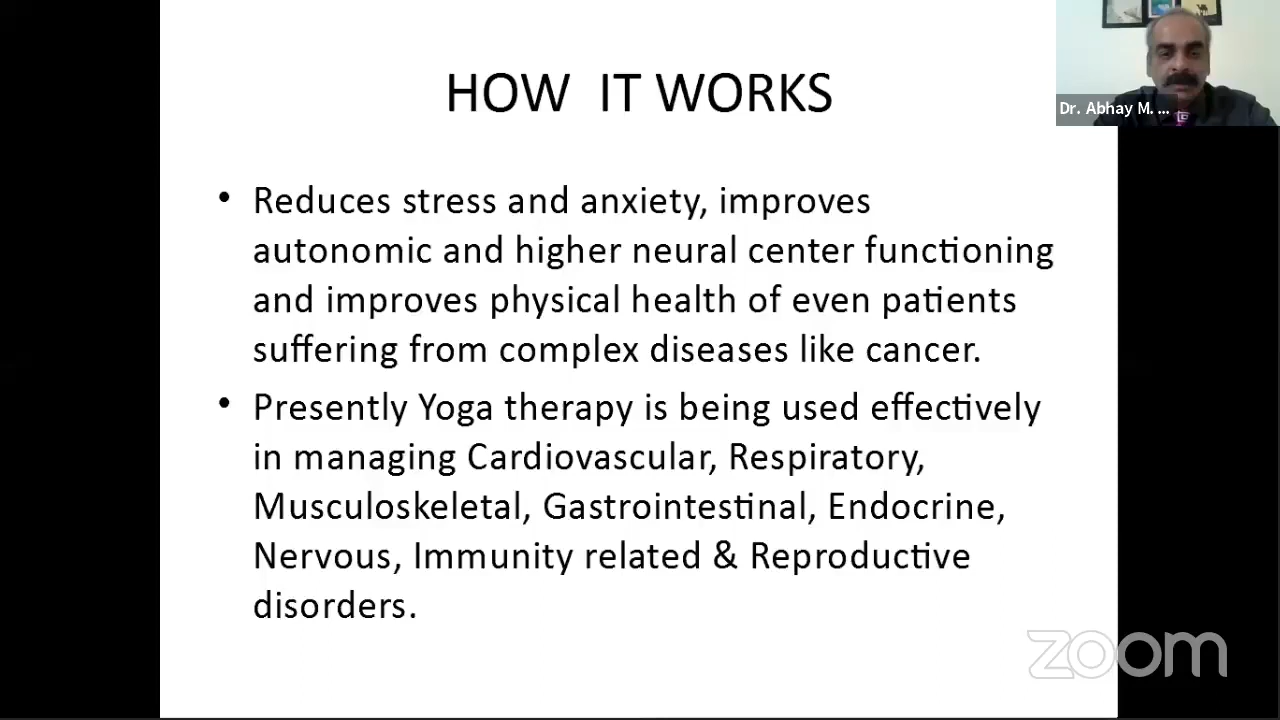 HOW IT WORKS
Dr. Abhay M. ...
• Reduces stress and anxiety, improves
autonomic and higher neural center functioning
and improves physical health of even patients
suffering from complex diseases like cancer.
• Presently Yoga therapy is being used effectively
in managing Cardiovascular, Respiratory,
Musculoskeletal, Gastrointestinal, Endocrine,
Nervous, Immunity related & Reproductive
disorders.
zoom